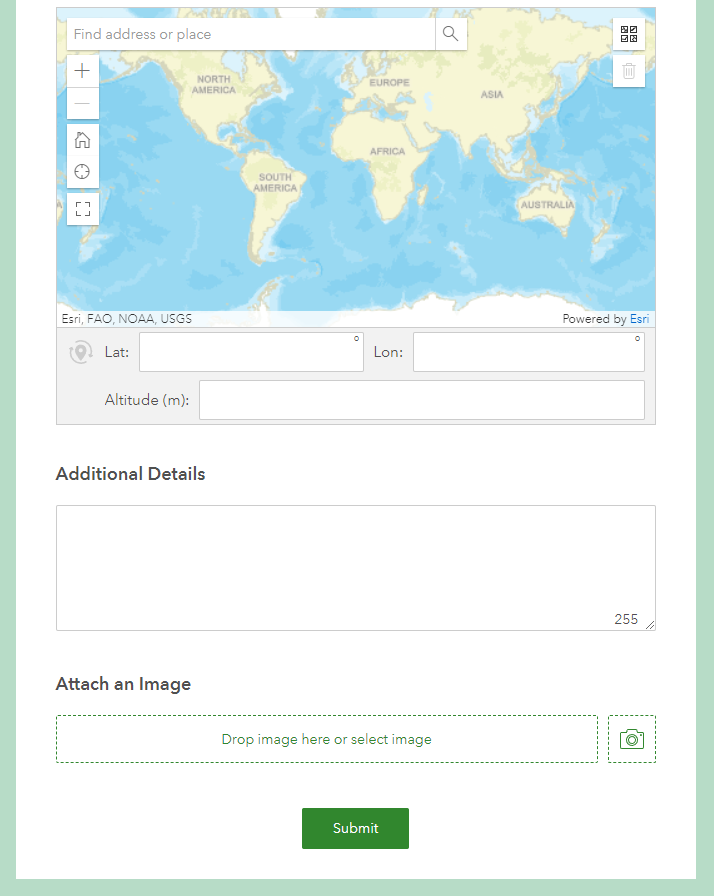 Find address or place
NORTH
AMERICA
EUROPE
ASIA
AFRICA
SOUTH
AMERICA
AUSTRALIA
Esri, FAO, NOAA, USGS
Powered by Esri
Lat: ° Lon: °
Altitude (m):
Additional Details
255
Attach an Image
Drop image here or select image
Submit